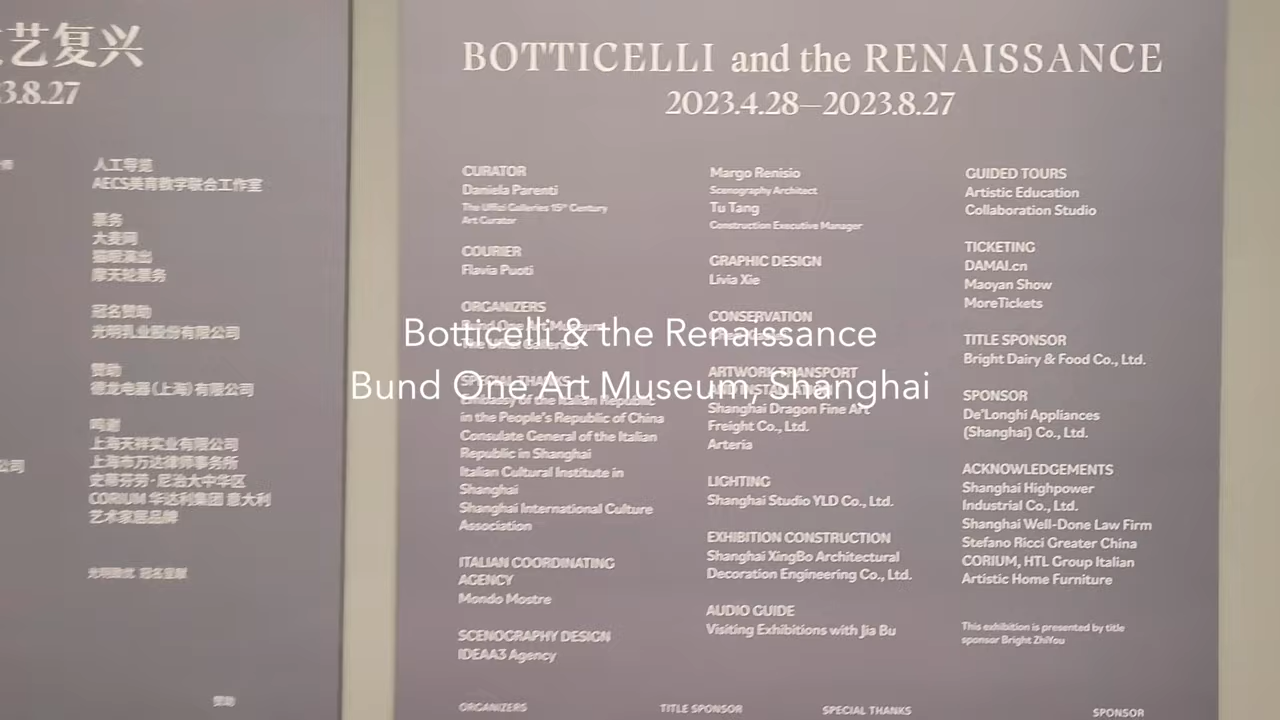 艺复兴
3.8.27
人工导览
AECS美育数字联合工作室
票务
大麦网
猫眼演出
摩天轮票务
冠名赞助
光明乳业股份有限公司
赞助
德龙电器(上海)有限公司
鸣谢
上海天祥实业有限公司
上海市万达律师事务所
史蒂芬劳·尼治大中华区
CORIUM 华达利集团 意大利
艺术家居品牌
公司
赞助
BOTTICELLI and the RENAISSANCE
2023.4.28—2023.8.27
CURATOR
Daniela Parenti
The Uffizi Galleries 15th Century
Art Curator
COURIER
Flavia Puoti
ORGANIZERS
Bund One Art Museum
The Uffizi Galleries
SPECIAL THANKS
Embassy of the Italian Republic
in the People's Republic of China
Consulate General of the Italian
Republic in Shanghai
Italian Cultural Institute in
Shanghai
Shanghai International Culture
Association
ITALIAN COORDINATING
AGENCY
Mondo Mostre
SCENOGRAPHY DESIGN
IDEAA3 Agency
Margo Renisio
Scenography Architect
Tu Tang
Construction Executive Manager
GRAPHIC DESIGN
Livia Xie
CONSERVATION
ARTWORK TRANSPORT
Shanghai Dragon Fine Art
Freight Co., Ltd.
Arteria
LIGHTING
Shanghai Studio YLD Co., Ltd.
EXHIBITION CONSTRUCTION
Shanghai XingBo Architectural
Decoration Engineering Co., Ltd.
AUDIO GUIDE
Visiting Exhibitions with Jia Bu
GUIDED TOURS
Artistic Education
Collaboration Studio
TICKETING
DAMAI.cn
Maoyan Show
MoreTickets
TITLE SPONSOR
Bright Dairy & Food Co., Ltd.
SPONSOR
De'Longhi Appliances
(Shanghai) Co., Ltd.
ACKNOWLEDGEMENTS
Shanghai Highpower
Industrial Co., Ltd.
Shanghai Well-Done Law Firm
Stefano Ricci Greater China
CORIUM, HTL Group Italian
Artistic Home Furniture
This exhibition is presented by title
sponsor Bright ZhiYou
ORGANIZERS
TITLE SPONSOR
SPECIAL THANKS
SPONSOR
Botticelli & the Renaissance
Bund One Art Museum, Shanghai